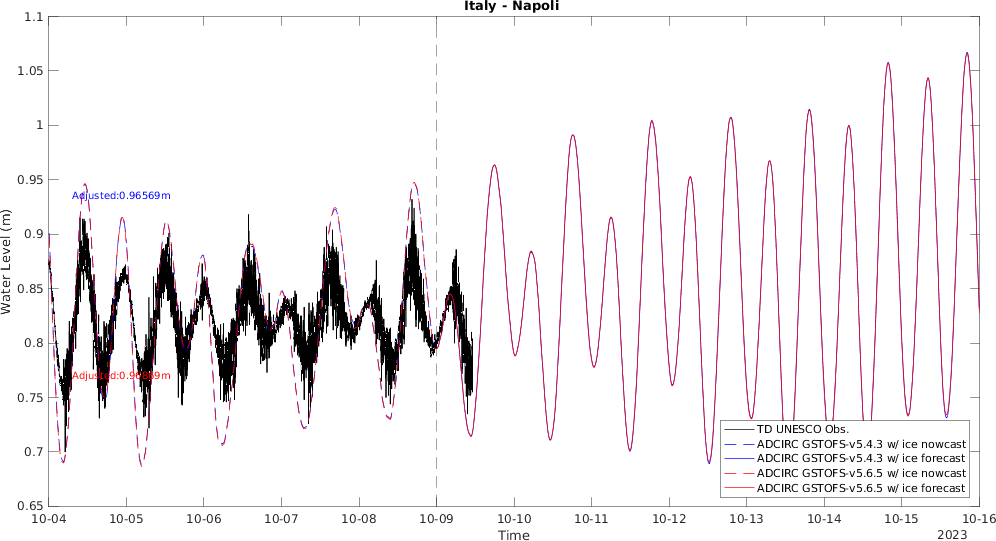 Italy - Napoli
1.1
1.05
1
0.95
0.9
0.85
0.8
0.75
0.7
0.65
Water Level (m)
Adjusted:0.96569m
TD UNESCO Obs.
ADCIRC GSTOFS-v5.4.3 w/ ice nowcast
ADCIRC GSTOFS-v5.4.3 w/ ice forecast
ADCIRC GSTOFS-v5.6.5 w/ ice nowcast
ADCIRC GSTOFS-v5.6.5 w/ ice forecast
10-04 10-05 10-06 10-07 10-08 10-09 10-10 10-11 10-12 10-13 10-14 10-15 10-16
Time
2023